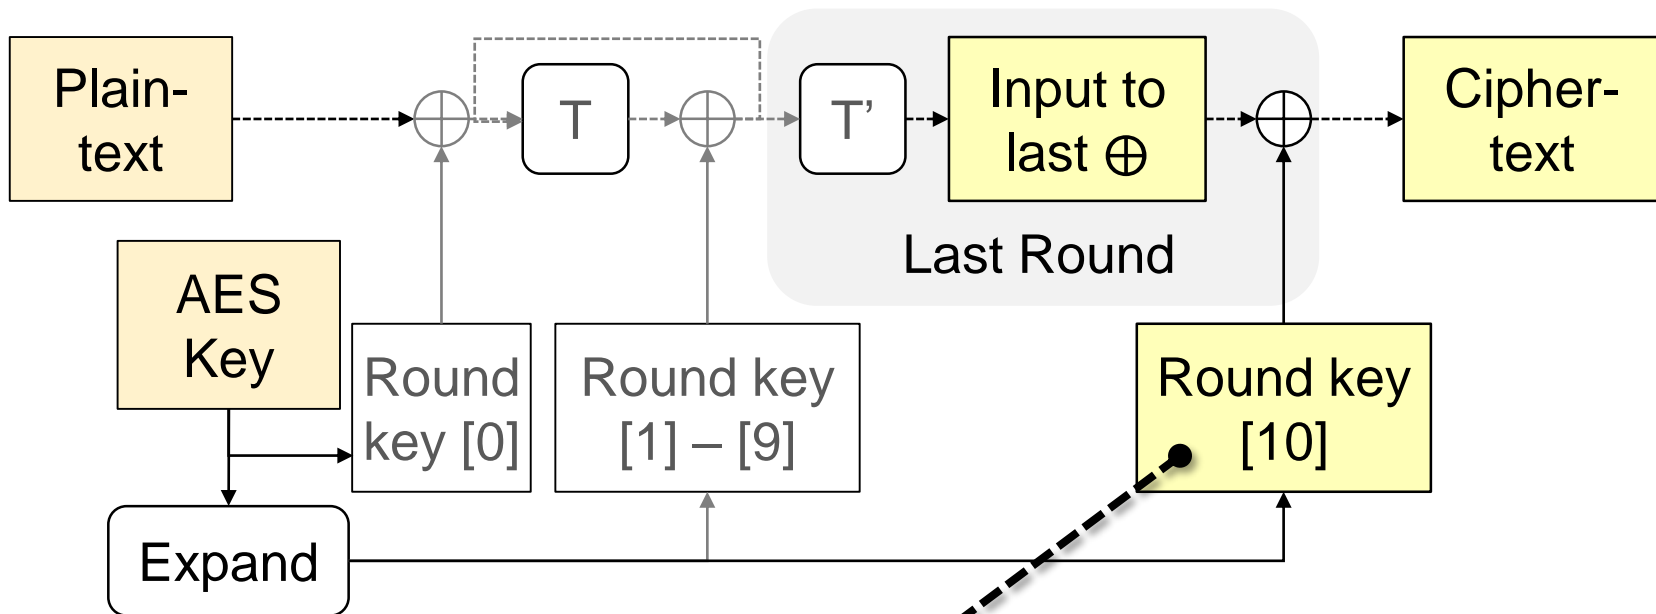 Plain-
text
T
T’
Input to
last ⊕
Cipher-
text
Last Round
AES
Key
Round
key [0]
Round key
[1] – [9]
Round key
[10]
Expand